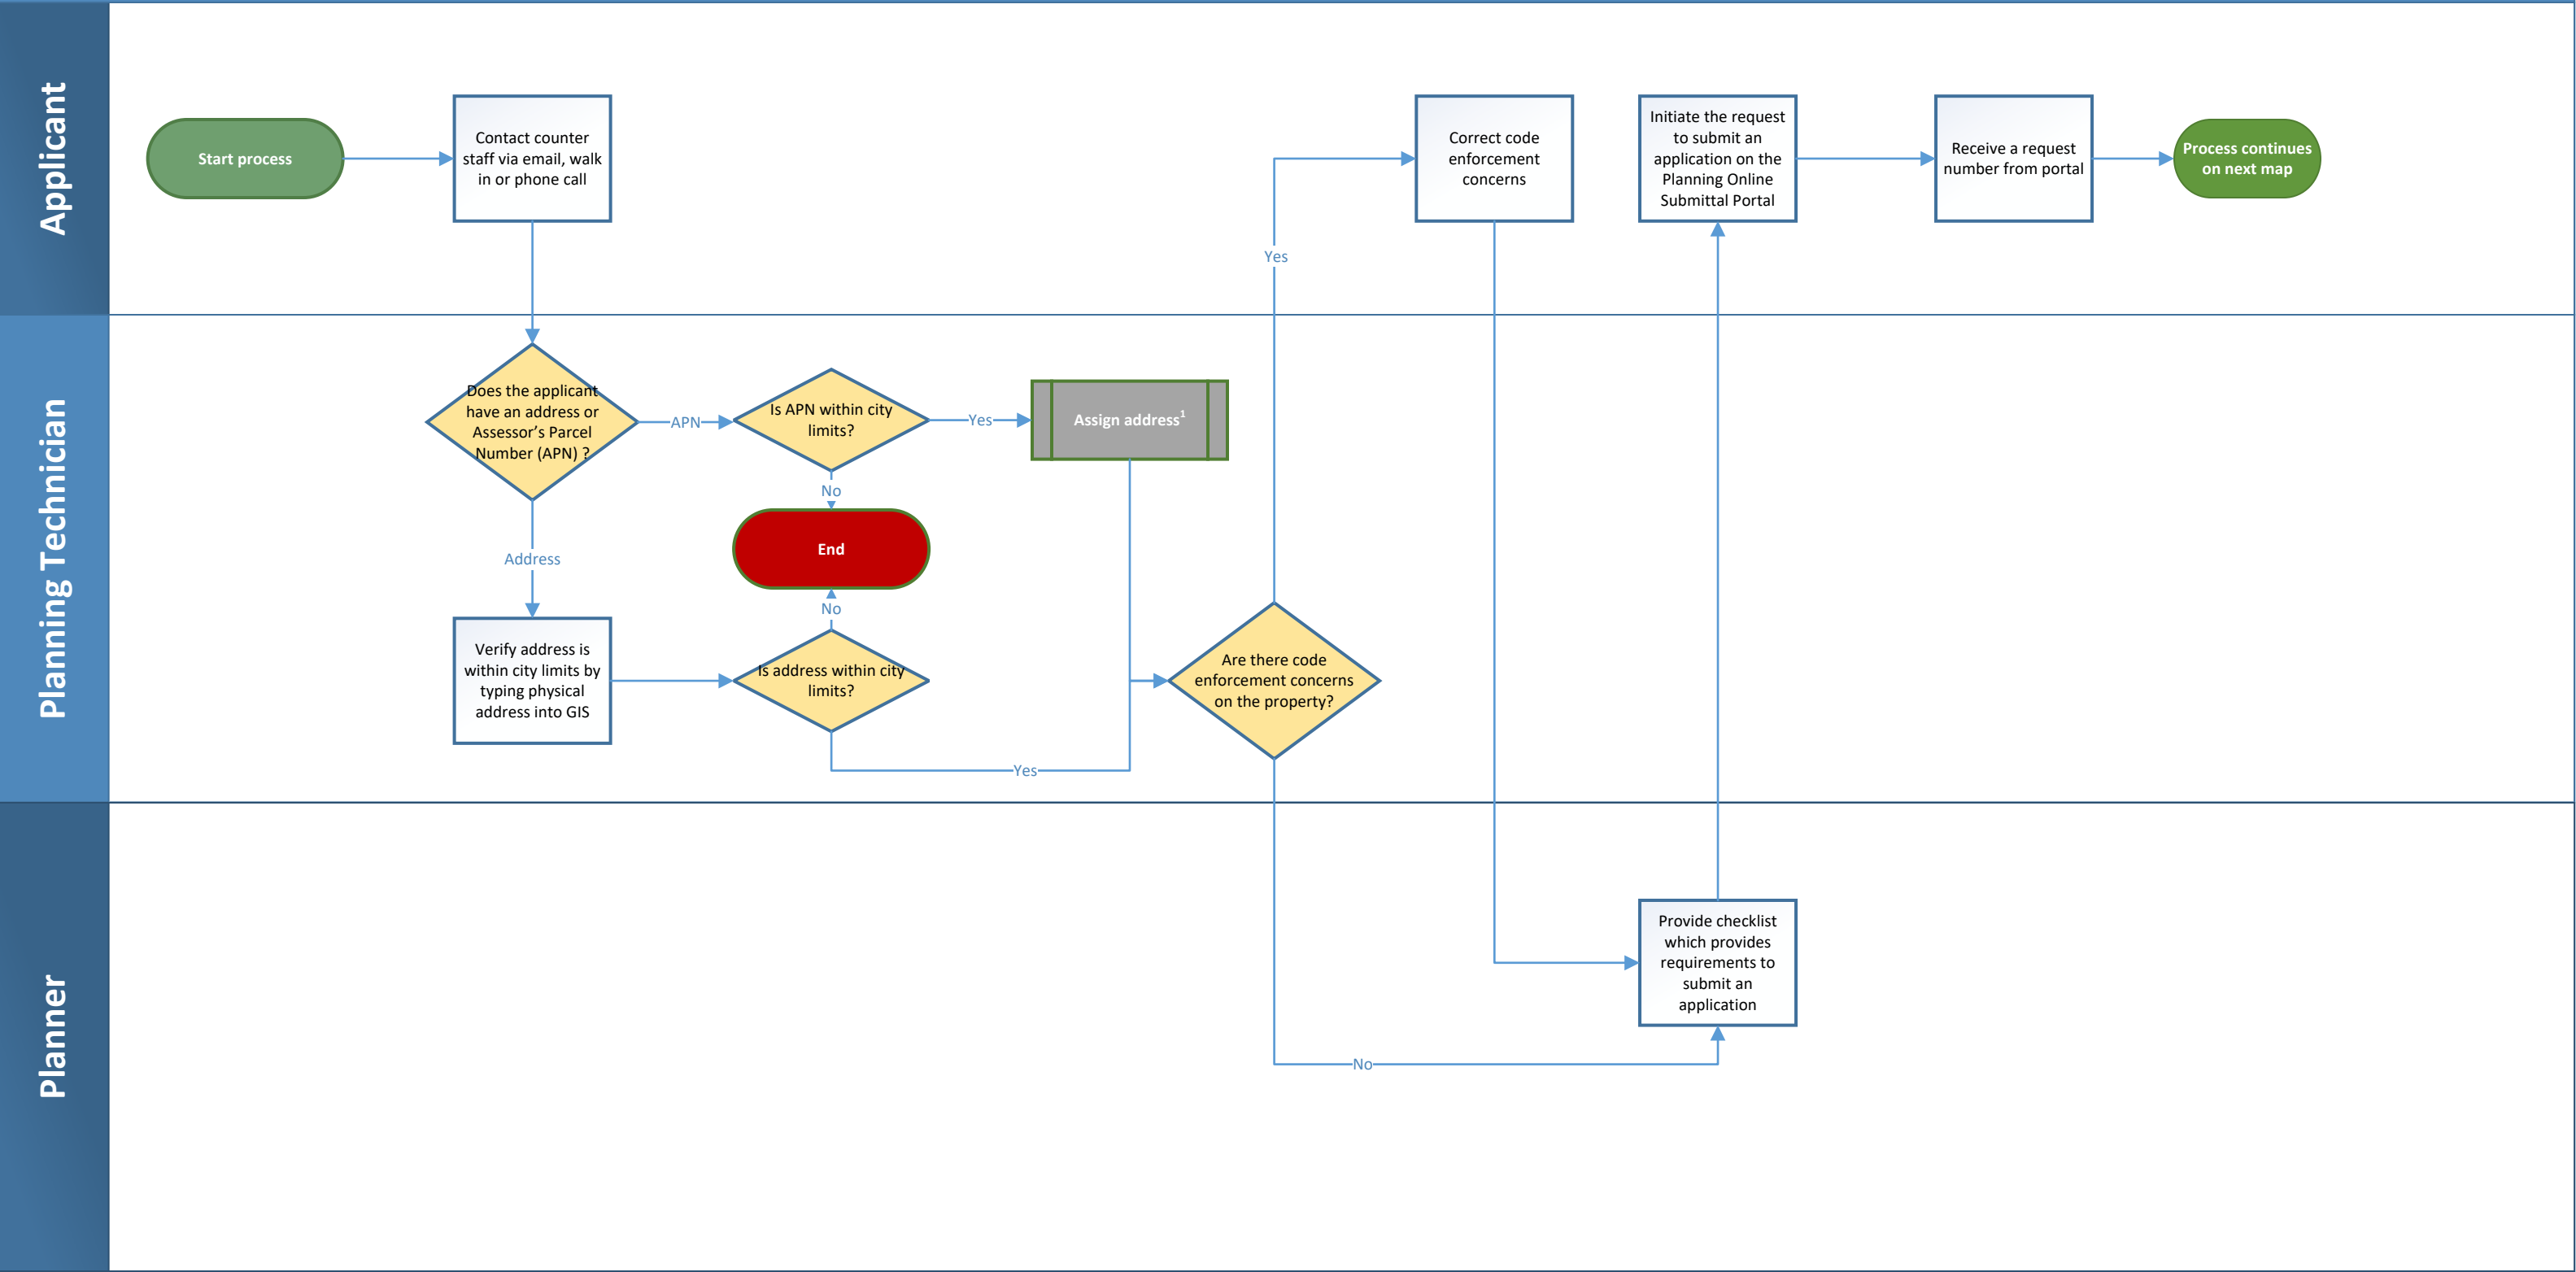 Applicant
Start process
Contact counter
staff via email, walk
in or phone call
Correct code
enforcement
concerns
Initiate the request
to submit an
application on the
Planning Online
Submittal Portal
Receive a request
number from portal
Process continues
on next map
Yes
Planning Technician
Does the applicant
have an address or
Assessor's Parcel
Number (APN) ?
APN
Is APN within city
limits?
Yes
Assign address1
No
End
Address
No
Verify address is
within city limits by
typing physical
address into GIS
Is address within city
limits?
Are there code
enforcement concerns
on the property?
Yes
Planner
Provide checklist
which provides
requirements to
submit an
application
No